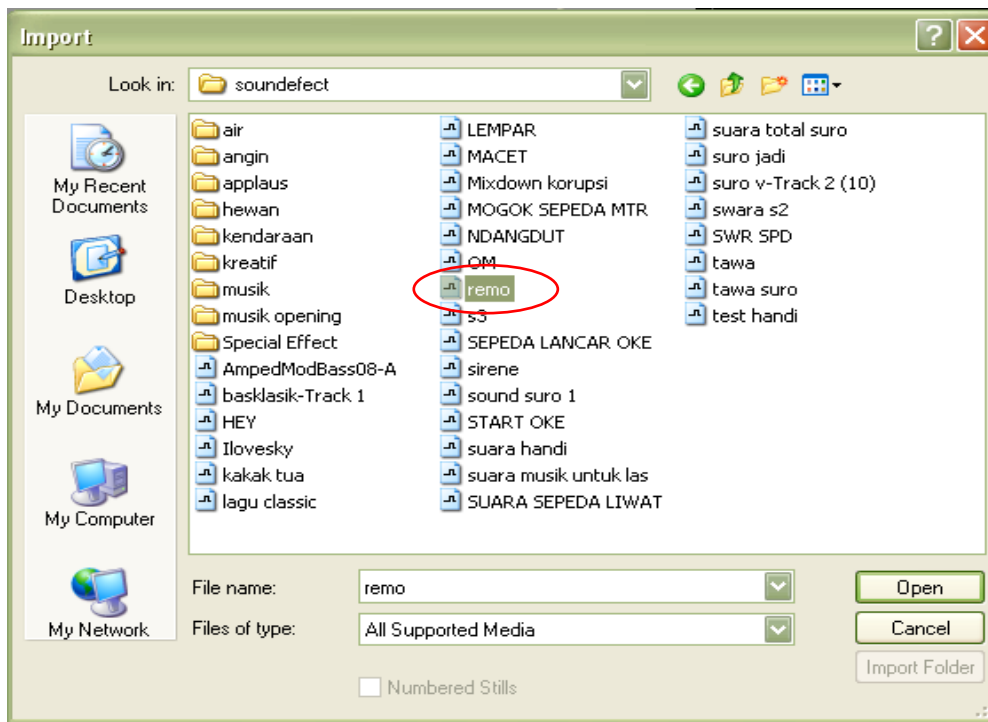 Import
Look in:
soundefect
My Recent
Documents
Desktop
My Documents
My Computer
My Network
air
angin
applaus
hewan
kendaraan
kreatif
musik
musik opening
Special Effect
AmpedModBass08-A
basklasik-Track 1
HEY
Ilovesky
kakak tua
lagu classic
LEMPAR
MACET
Mixdown korupsi
MOGOK SEPEDA MTR
NDANGDUT
OM
remo
s3
SEPEDA LANCAR OKE
sirene
sound suro 1
START OKE
suara handi
suara musik untuk las
SUARA SEPEDA LIWAT
suara total suro
suro jadi
suro v-Track 2 (10)
swara s2
SWR SPD
tawa
tawa suro
test handi
File name:
remo
Open
Files of type:
All Supported Media
Cancel
Import Folder
Numbered Stills